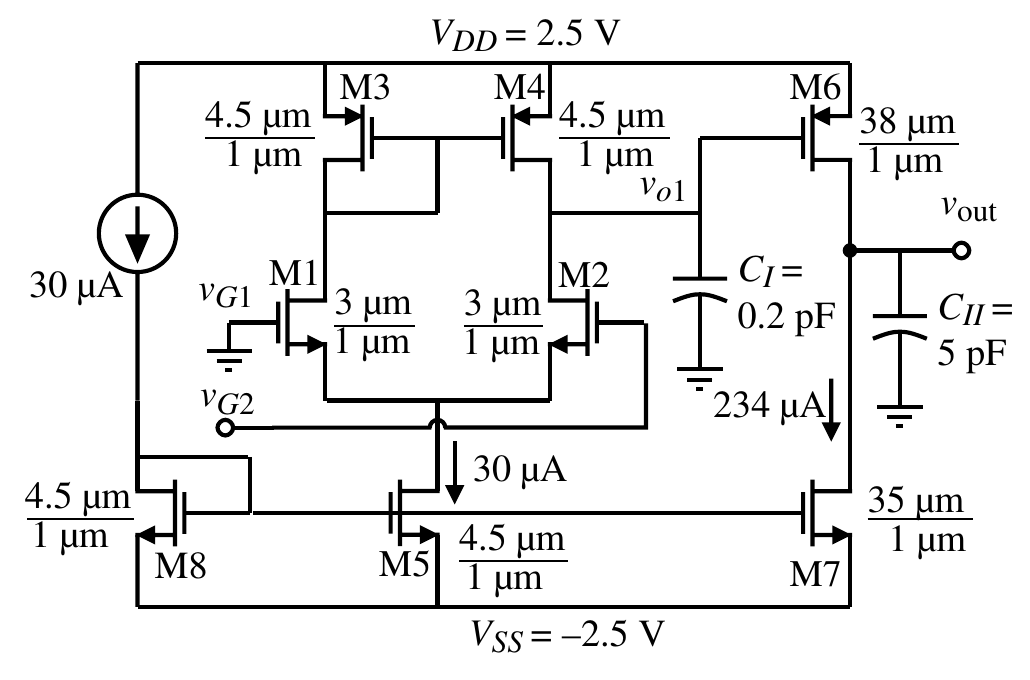 V_DD = 2.5 V
M3
M4
M6
4.5 μm
1 μm
4.5 μm
1 μm
38 μm
1 μm
v_o1
v_out
30 μA
M1
M2
v_G1
3 μm
1 μm
3 μm
1 μm
C_I =
0.2 pF
C_II =
5 pF
v_G2
234 μA
30 μA
4.5 μm
1 μm
M8
M5
4.5 μm
1 μm
35 μm
1 μm
M7
V_SS = –2.5 V